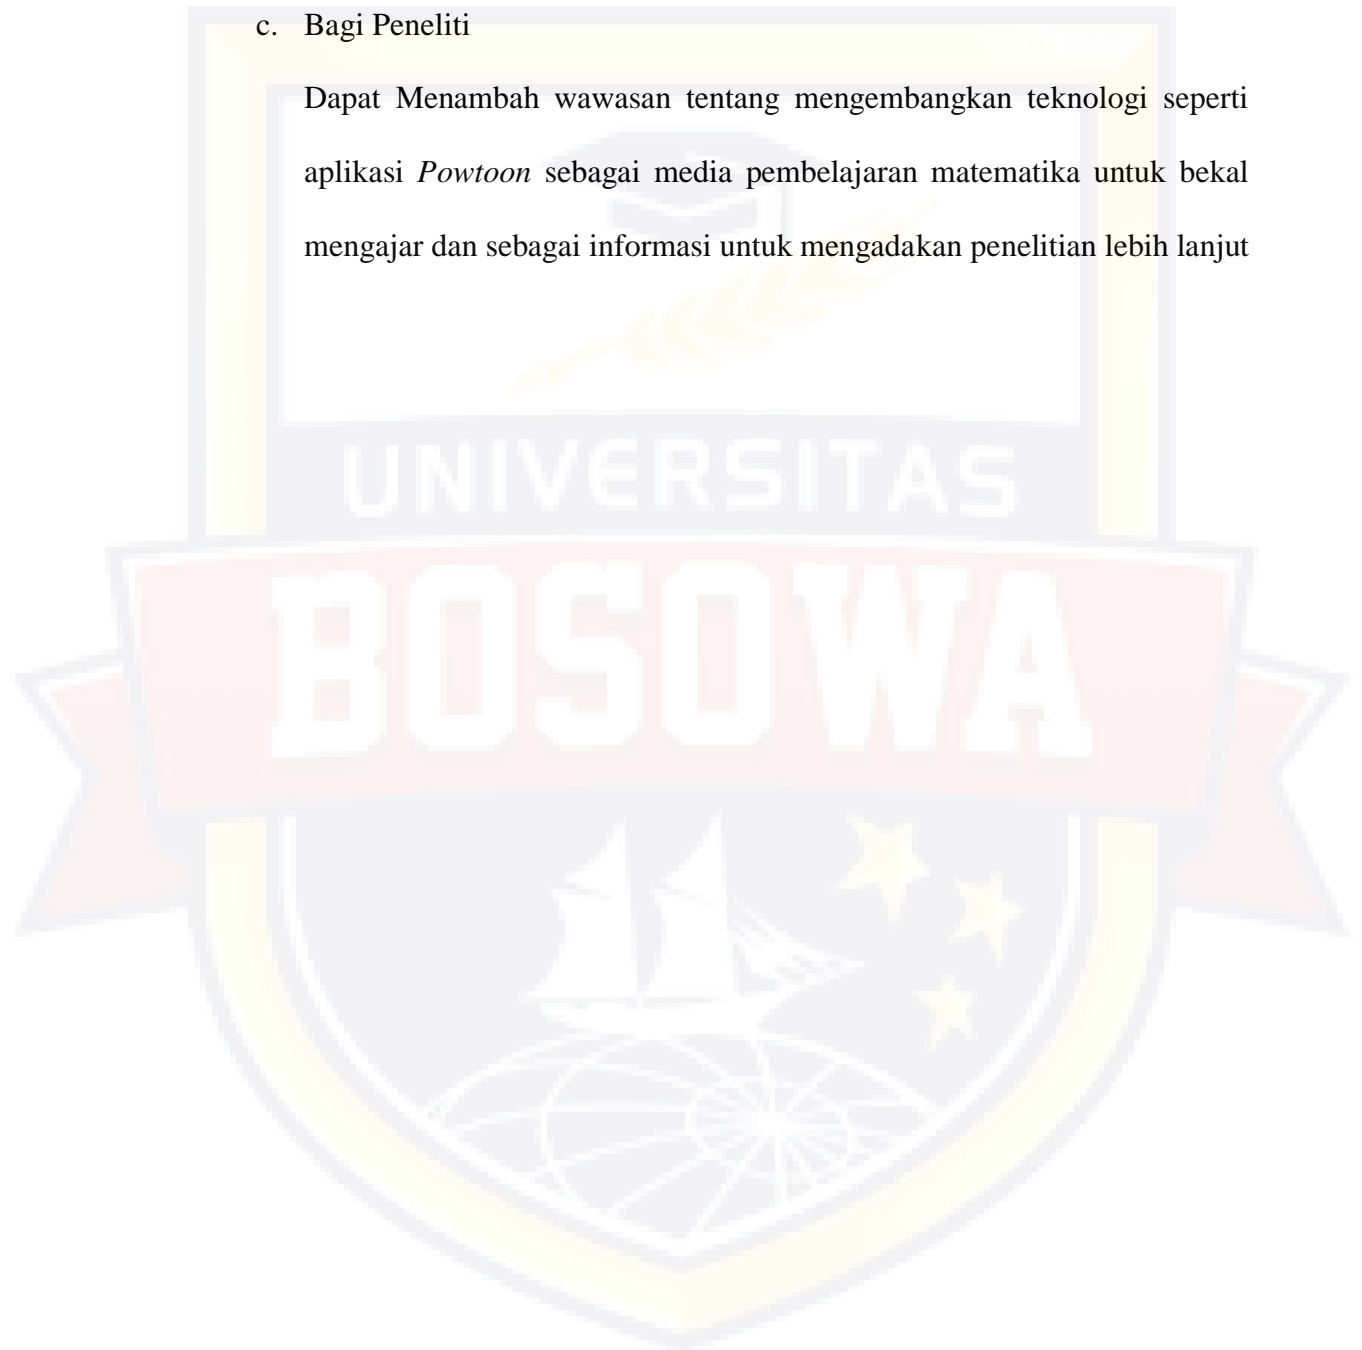 c. Bagi Peneliti
Dapat Menambah wawasan tentang mengembangkan teknologi seperti
aplikasi Powtoon sebagai media pembelajaran matematika untuk bekal
mengajar dan sebagai informasi untuk mengadakan penelitian lebih lanjut
UNIVERSITAS
BOSOWA